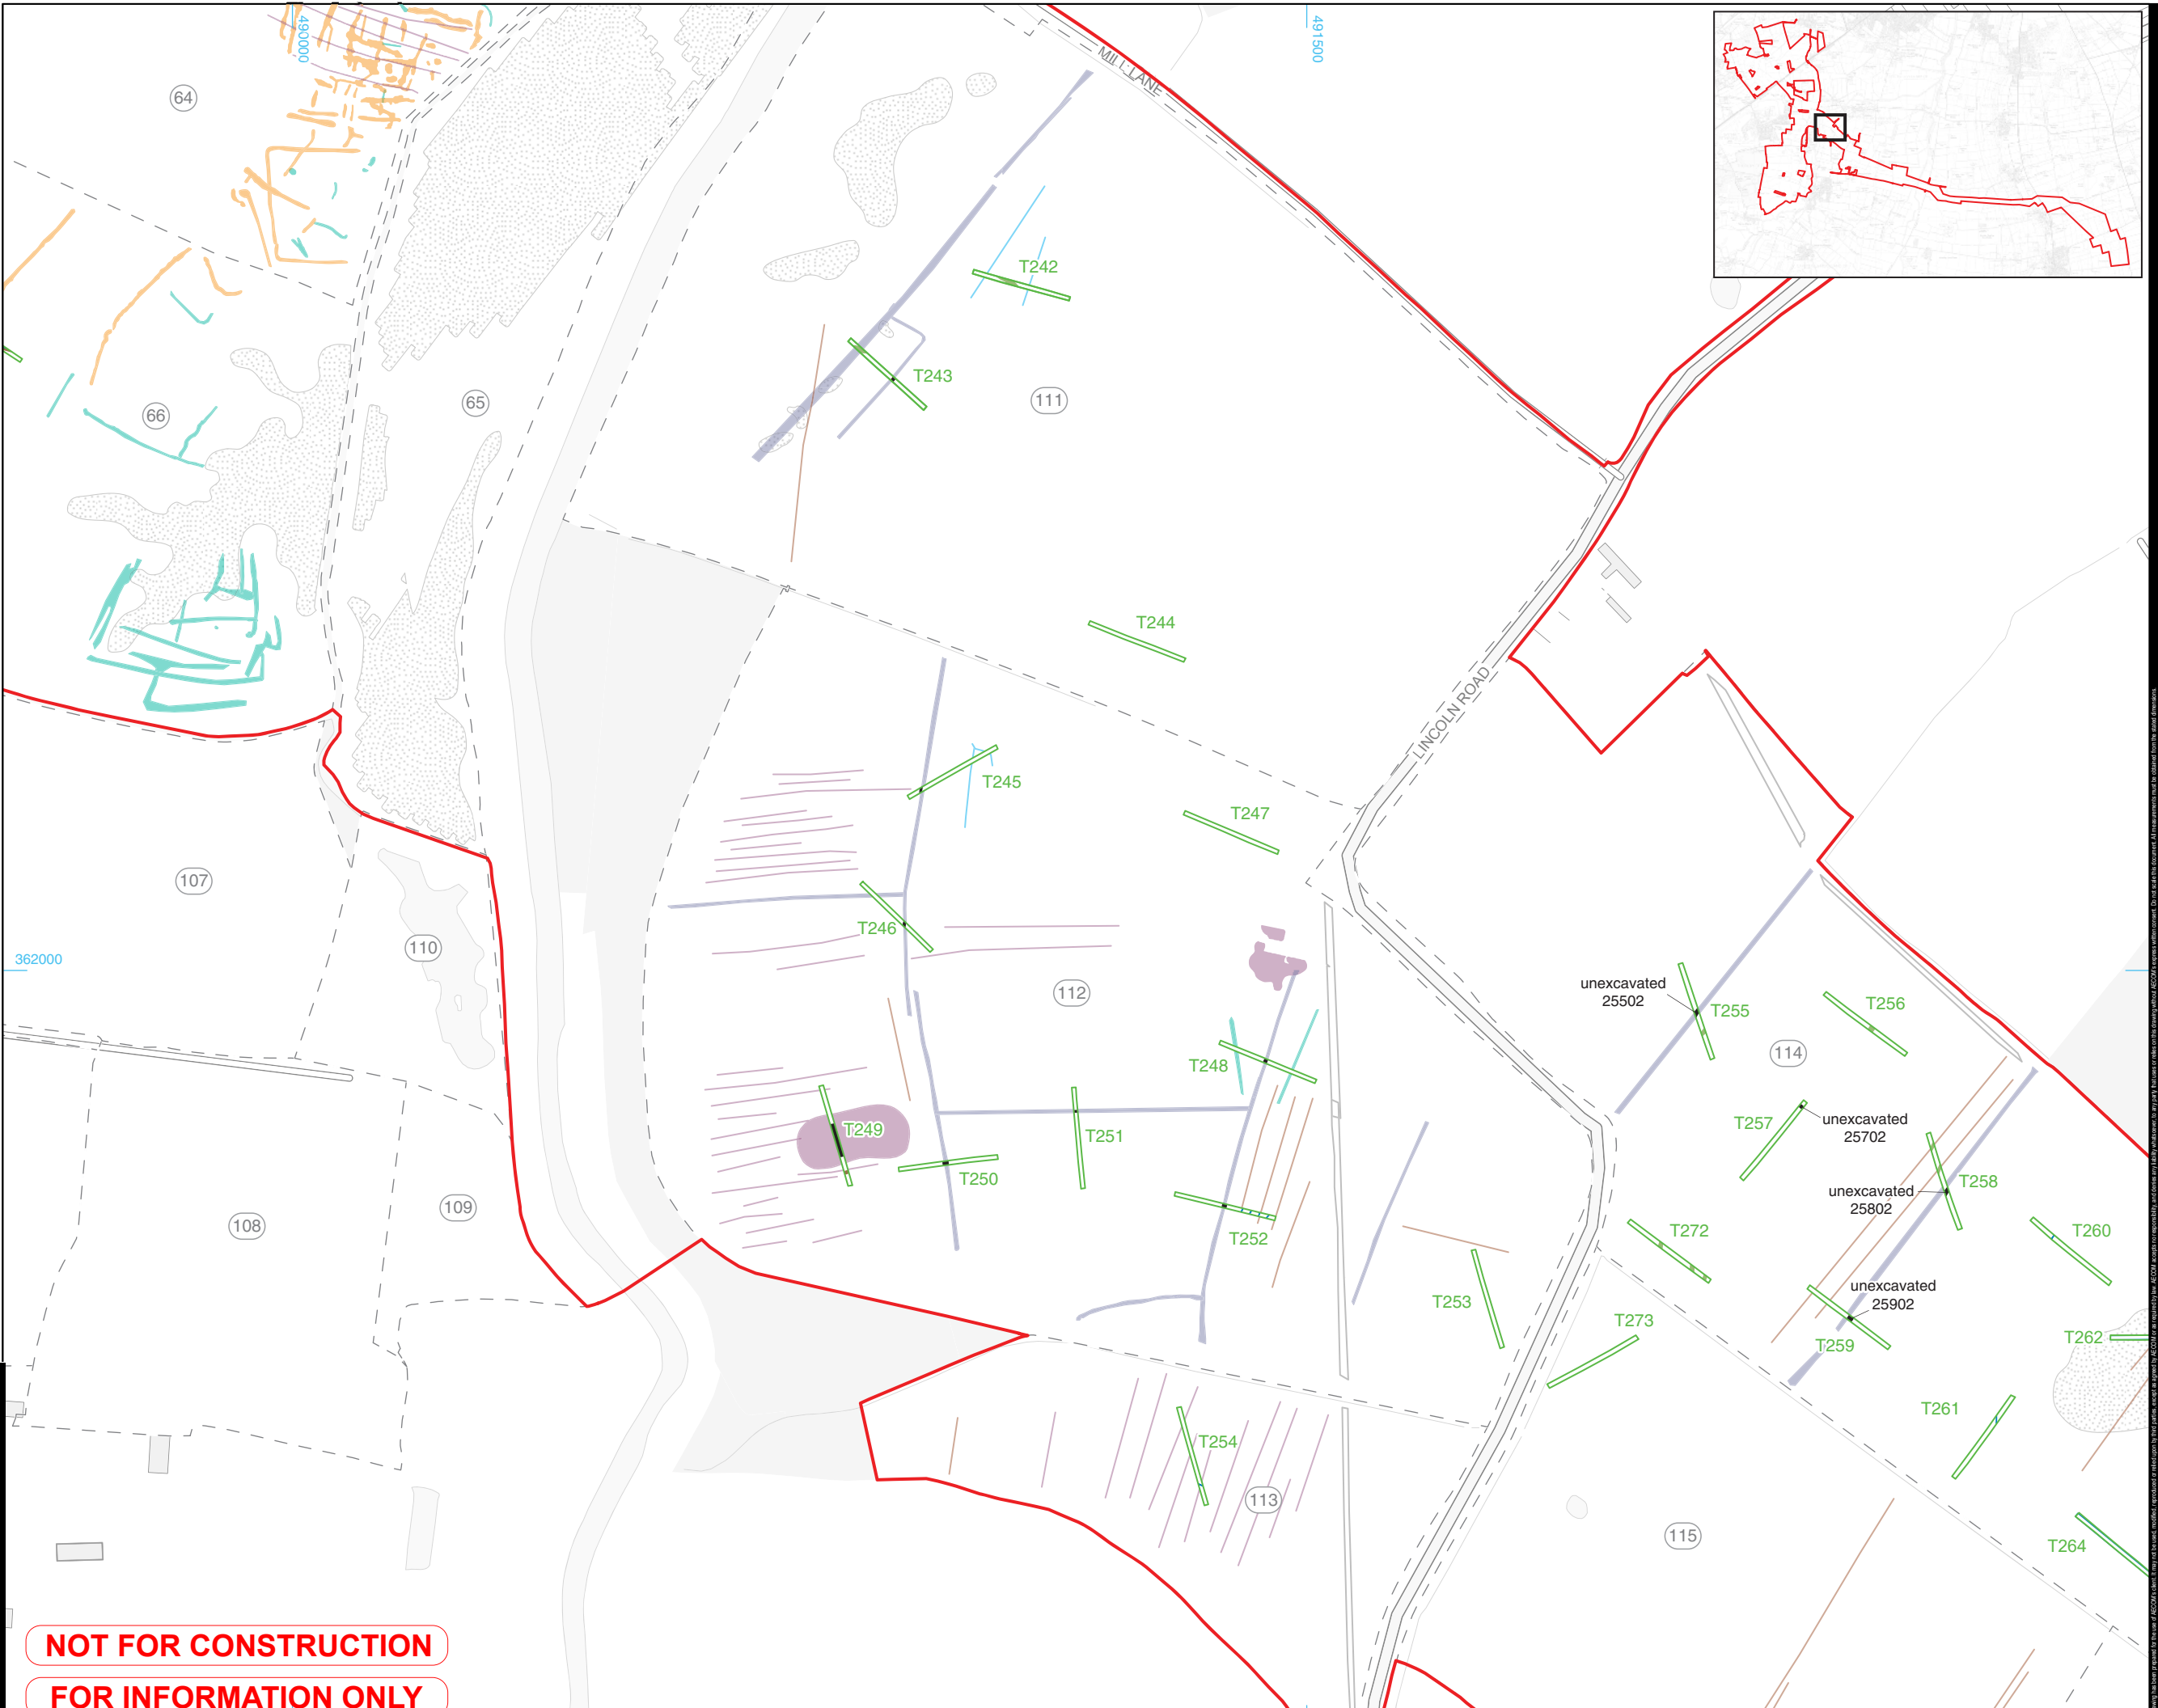 490000
491500
MILL LANE
64
T242
T243
111
65
66
T244
LINCOLN ROAD
T245
T247
107
T246
110
362000
unexcavated
25502
T255
T256
112
114
T248
T249
T251
T257
unexcavated
25702
T250
unexcavated
25802
T258
109
108
T252
T272
T260
T253
unexcavated
25902
T273
T262
T259
T261
T254
113
115
T264
NOT FOR CONSTRUCTION
FOR INFORMATION ONLY